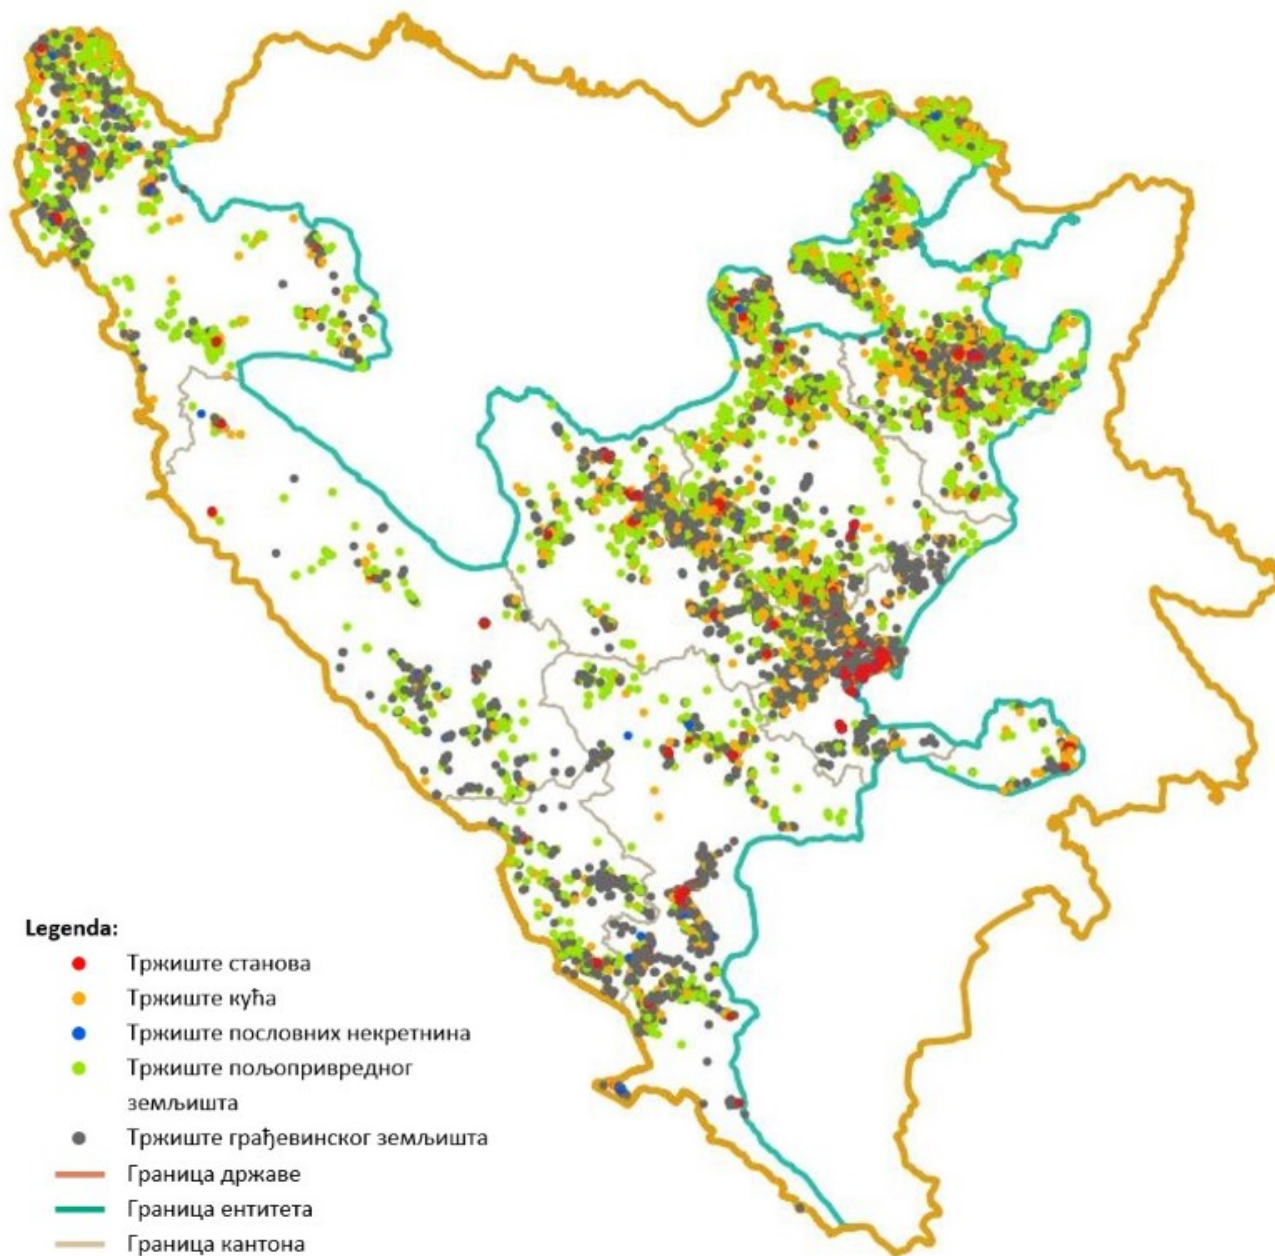 Legenda:
Тржиште станова
Тржиште кућа
Тржиште пословних некретнина
Тржиште пољопривредног
земљишта
Тржиште грађевинског земљишта
Граница државе
Граница ентитета
Граница кантона